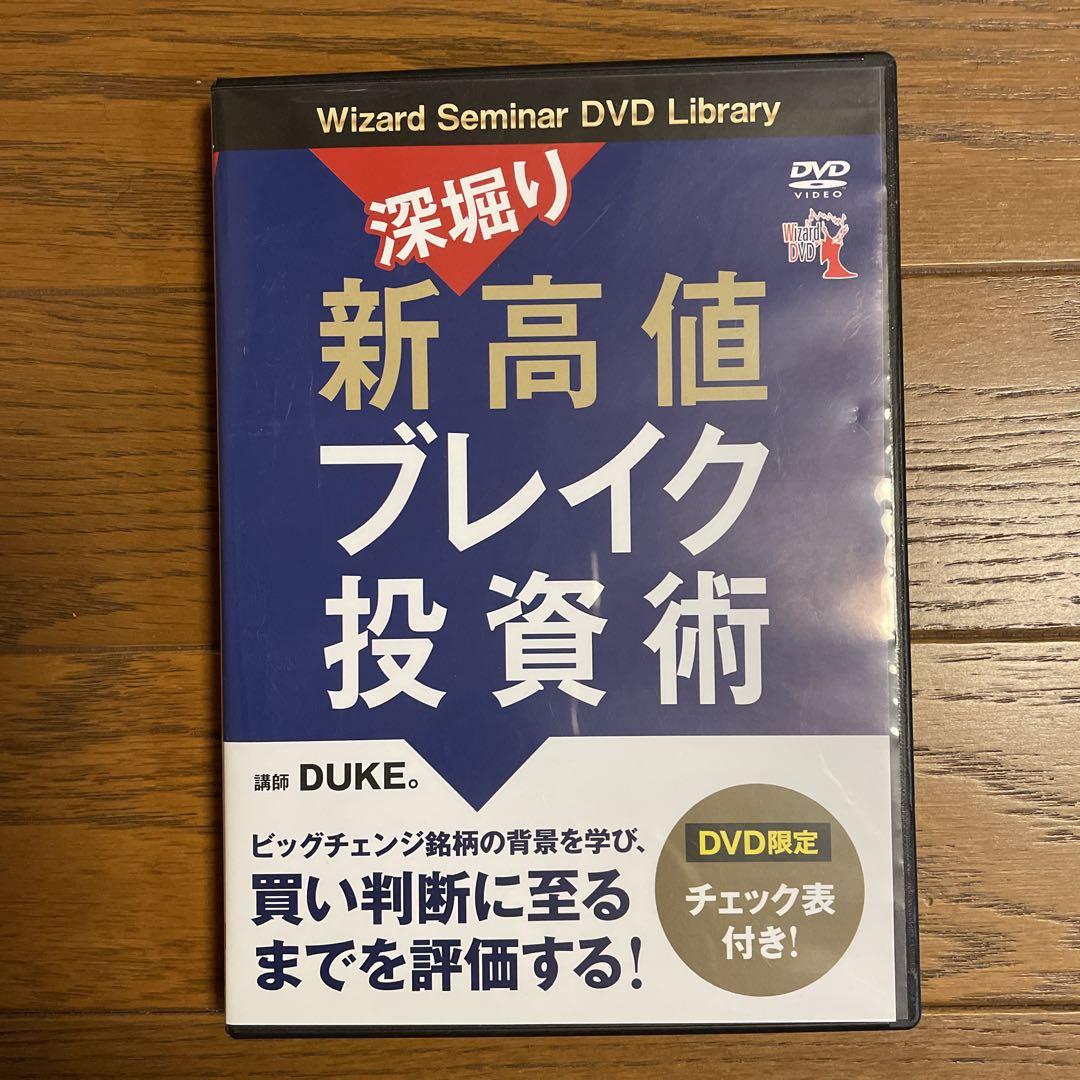 Wizard Seminar DVD Library
深堀り
DVD
VIDEO
Wizard
DVD
新高値
ブレイク
投資術
講師 DUKE。
ビッグチェンジ銘柄の背景を学び、
買い判断に至る
までを評価する!
DVD限定
チェック表
付き!